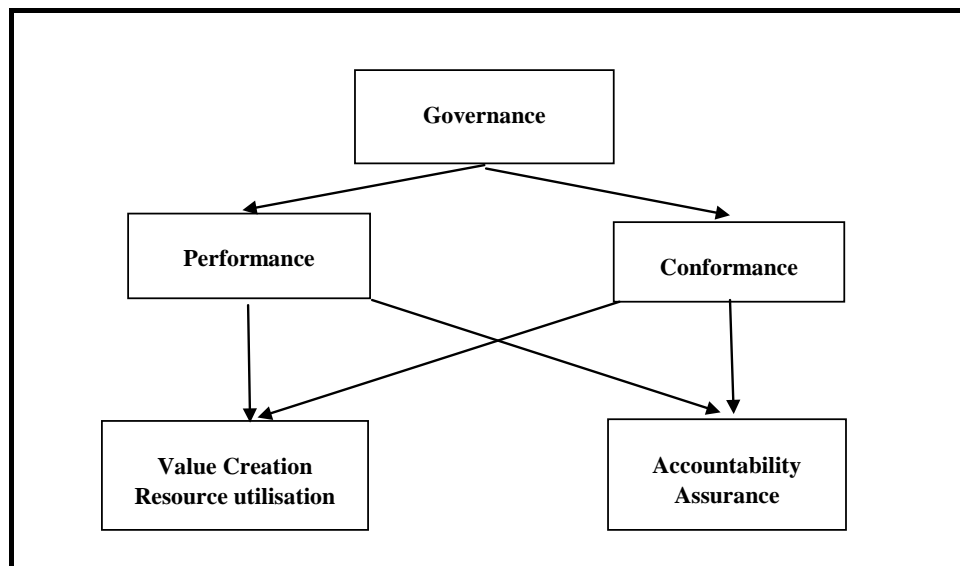 Governance
Performance
Conformance
Value Creation
Resource utilisation
Accountability
Assurance